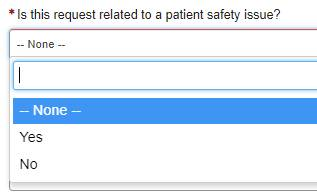 * Is this request related to a patient safety issue?
-- None --
-- None --
Yes
No